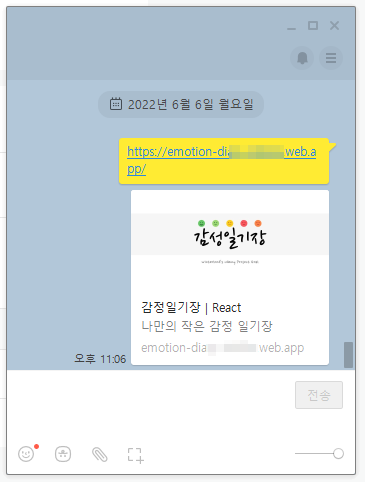 2022년 6월 6일 월요일
https://emotion-dia web.a
pp/
감성일기장
감정일기장 | React
나만의 작은 감정 일기장
emotion-dia web.app
오후 11:06
전송